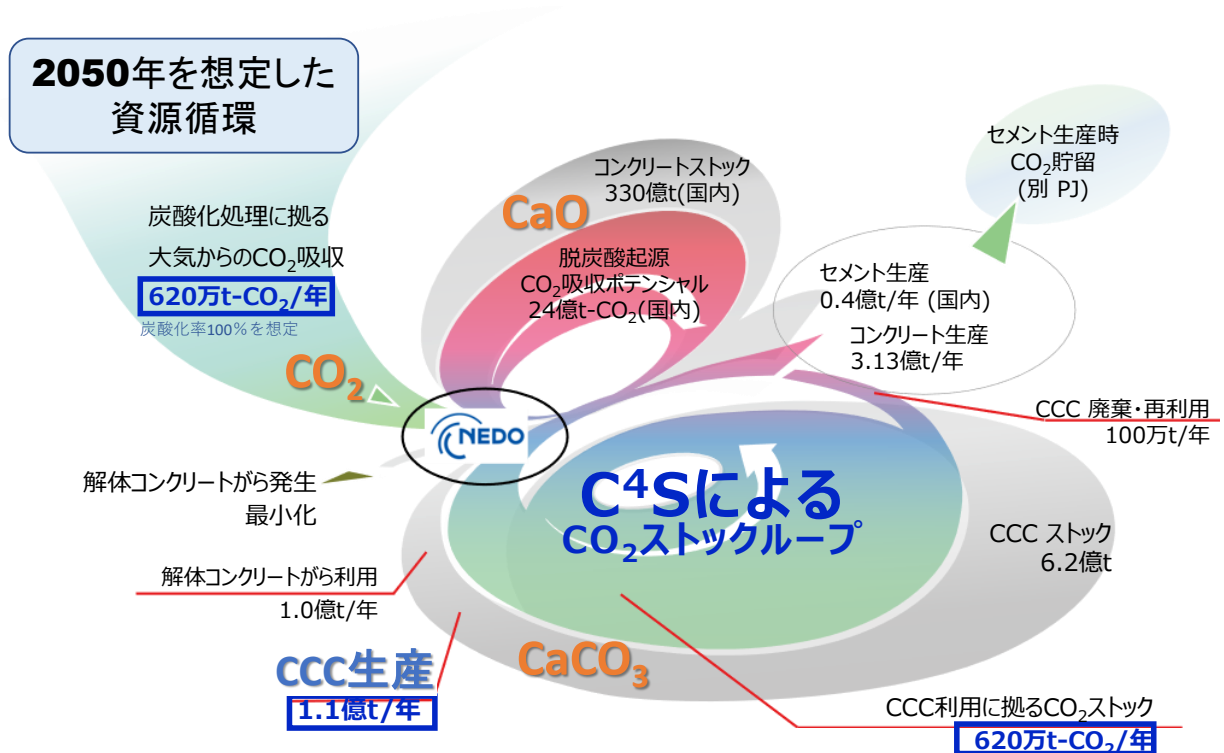 2050年を想定した
資源循環
炭酸化処理に拠る
大気からのCO₂吸収
620万t-CO₂/年
炭酸化率100％を想定
CO₂
コンクリートストック
330億t(国内)
CaO
脱炭酸起源
CO₂吸収ポテンシャル
24億t-CO₂(国内)
セメント生産時
CO₂貯留
(別 PJ)
セメント生産
0.4億t/年 (国内)
コンクリート生産
3.13億t/年
CCC 廃棄・再利用
100万t/年
NEDO
解体コンクリートがら発生
最小化
C⁴Sによる
CO₂ストックループ
CCC ストック
6.2億t
解体コンクリートがら利用
1.0億t/年
CCC生産
1.1億t/年
CaCO₃
CCC利用に拠るCO₂ストック
620万t-CO₂/年